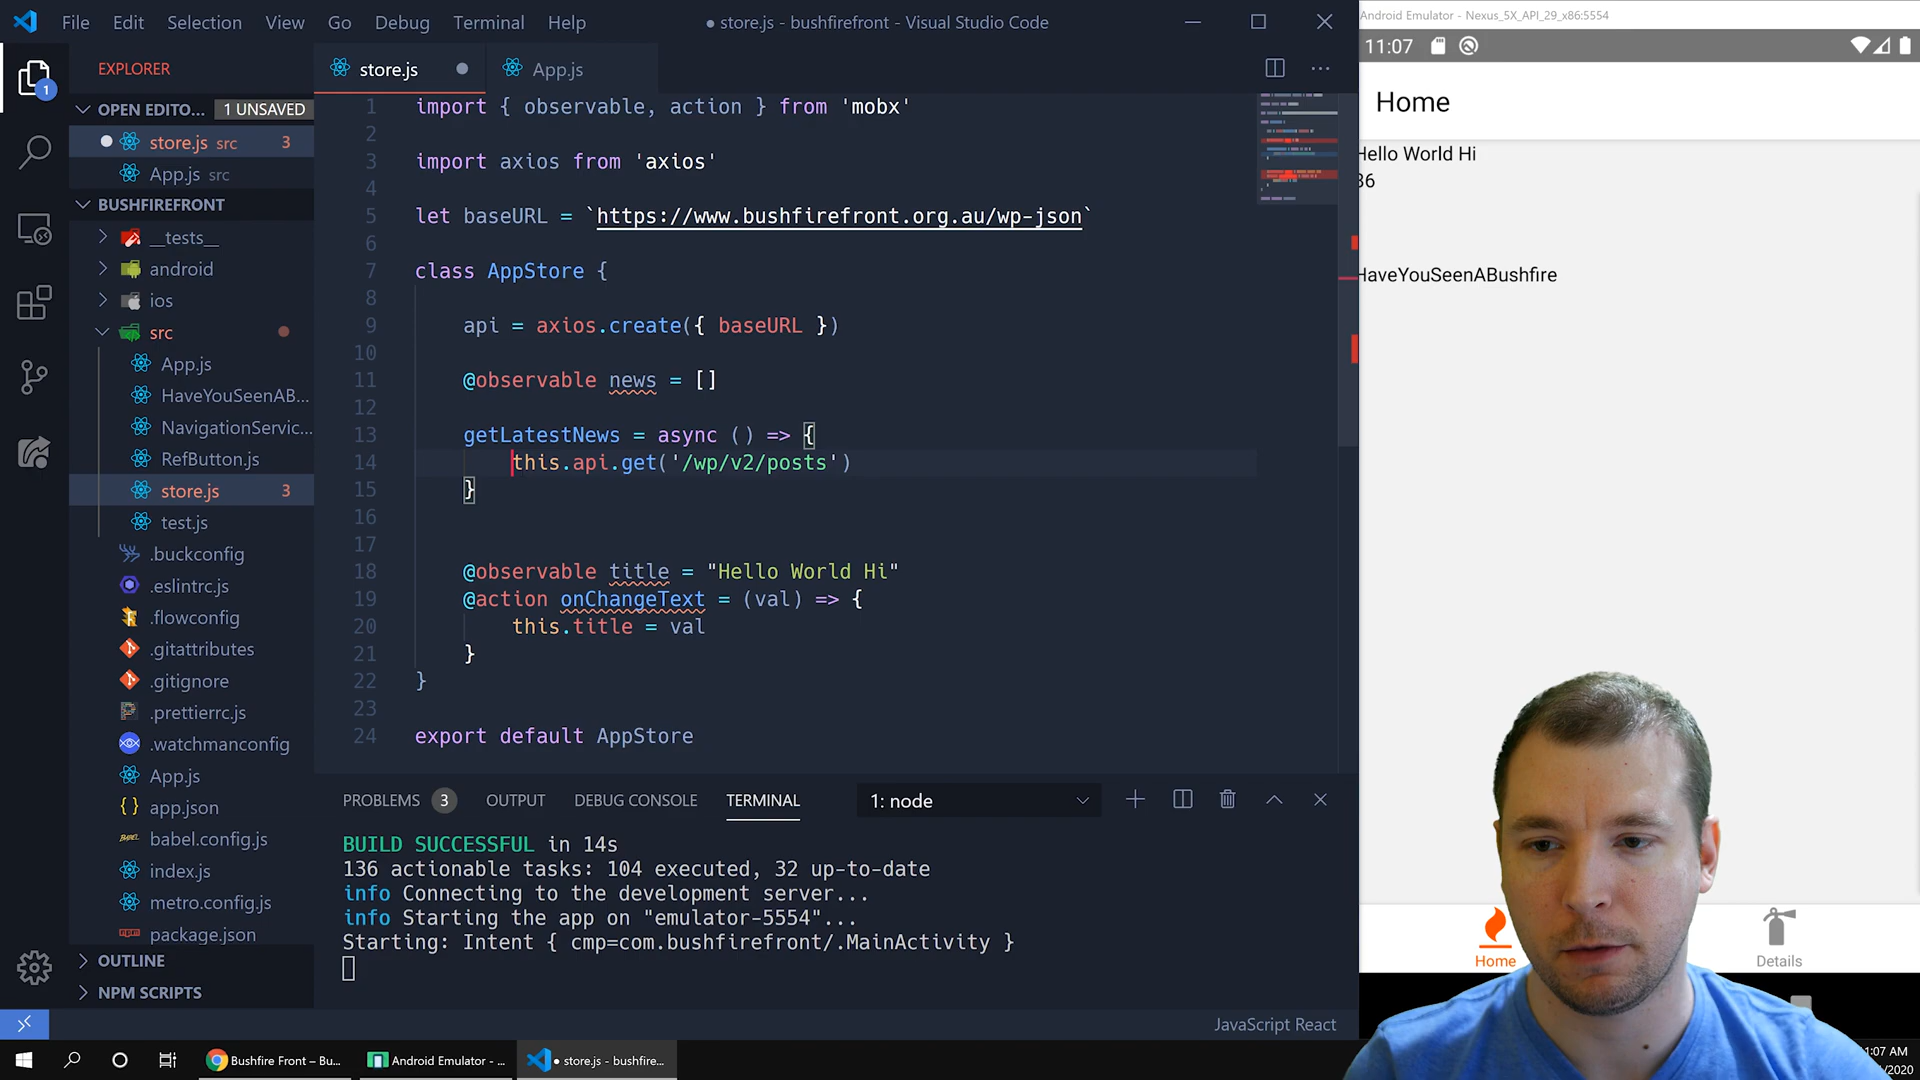 File Edit Selection View Go Debug Terminal Help
● store.js - bushfirefront - Visual Studio Code
EXPLORER
OPEN EDITO... 1 UNSAVED
store.js src 3
App.js src
BUSHFIREFRONT
__tests__
android
ios
src
App.js
HaveYouSeenAB...
NavigationServic...
RefButton.js
store.js 3
test.js
.buckconfig
.eslintrc.js
.flowconfig
.gitattributes
.gitignore
.prettierrc.js
.watchmanconfig
App.js
app.json
babel.config.js
index.js
metro.config.js
package.json
OUTLINE
NPM SCRIPTS
1
store.js App.js
1 import { observable, action } from 'mobx'
2
3 import axios from 'axios'
4
5 let baseURL = `https://www.bushfirefront.org.au/wp-json`
6
7 class AppStore {
8
9 api = axios.create({ baseURL })
10
11 @observable news = []
12
13 getLatestNews = async () => {
14 this.api.get('/wp/v2/posts')
15 }
16
17
18 @observable title = "Hello World Hi"
19 @action onChangeText = (val) => {
20 this.title = val
21 }
22 }
23
24 export default AppStore
PROBLEMS 3 OUTPUT DEBUG CONSOLE TERMINAL 1: node
BUILD SUCCESSFUL in 14s
136 actionable tasks: 104 executed, 32 up-to-date
info Connecting to the development server...
info Starting the app on "emulator-5554"...
Starting: Intent { cmp=com.bushfirefront/.MainActivity }
JavaScript React
Android Emulator - Nexus_5X_API_29_x86:5554
11:07
Home
Hello World Hi
36
HaveYouSeenABushfire
Home
Details
Bushfire Front – Bu...
Android Emulator - ...
● store.js - bushfire...
:07 AM
/2020